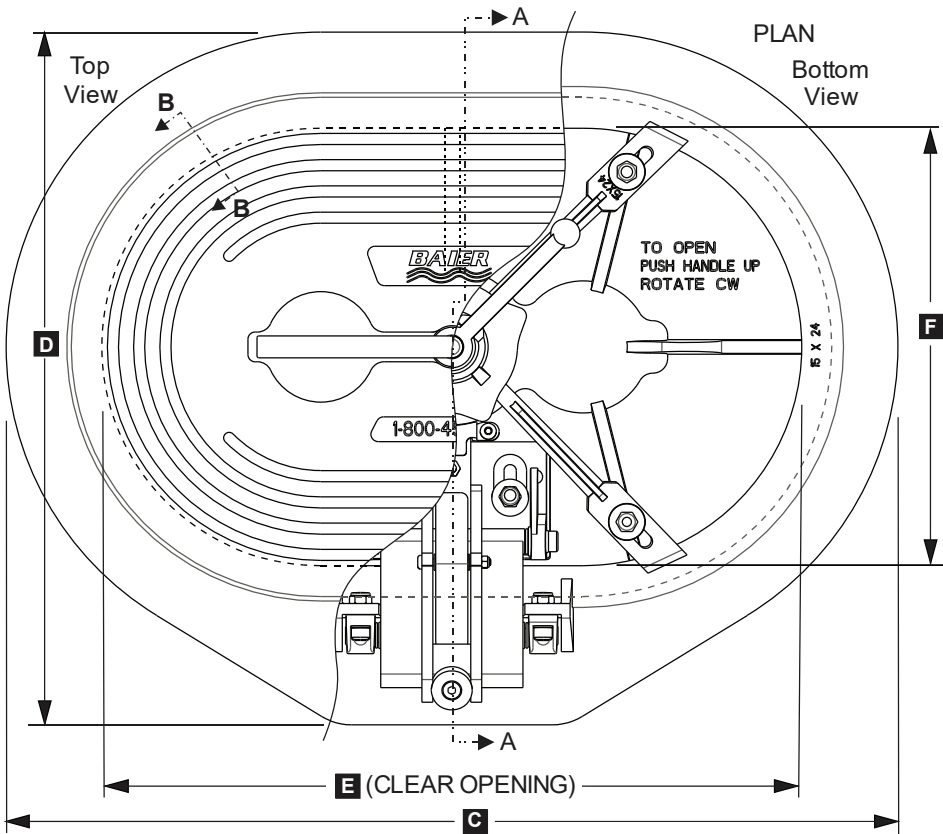 A
PLAN
Top
View
Bottom
View
B
B
15X24
BAIER
TO OPEN
PUSH HANDLE UP
ROTATE CW
D
F
15 X 24
1-800-4
A
E (CLEAR OPENING)
C